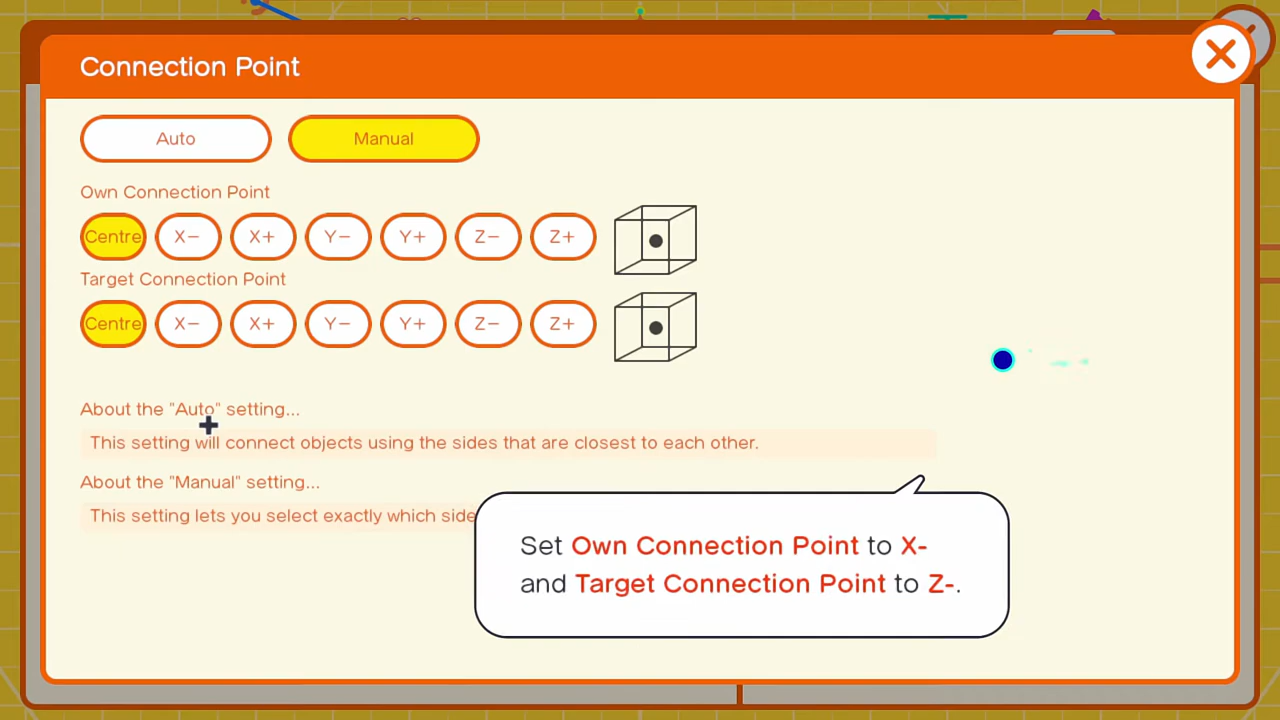 Connection Point
Auto
Manual
Own Connection Point
Centre
X-
X+
Y-
Y+
Z-
Z+
Target Connection Point
Centre
X-
X+
Y-
Y+
Z-
Z+
About the "Auto" setting...
This setting will connect objects using the sides that are closest to each other.
About the "Manual" setting...
This setting lets you select exactly which side
Set Own Connection Point to X-
and Target Connection Point to Z-.